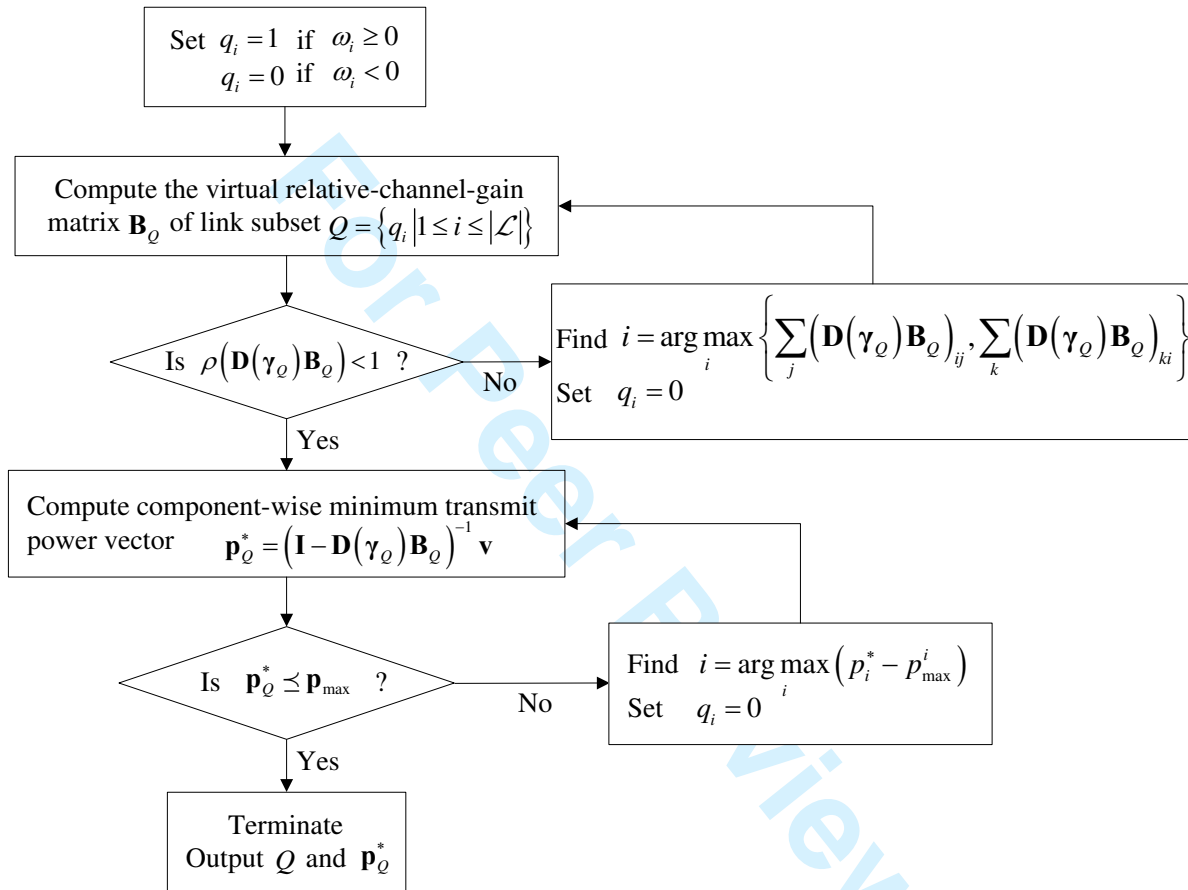 Set q_i = 1 if ω_i ≥ 0
q_i = 0 if ω_i < 0
Compute the virtual relative-channel-gain
matrix B_Q of link subset Q = {q_i | 1 ≤ i ≤ |ℒ|}
Is ρ(D(γ_Q)B_Q) < 1 ?
No
Find i = arg max_i {∑_j (D(γ_Q)B_Q)_ij, ∑_k (D(γ_Q)B_Q)_ki}
Set q_i = 0
Yes
Compute component-wise minimum transmit
power vector p*_Q = (I − D(γ_Q)B_Q)^−1 v
Is p*_Q ⪯ p_max ?
No
Find i = arg max_i (p*_i − p^i_max)
Set q_i = 0
Yes
Terminate
Output Q and p*_Q
For Peer Review